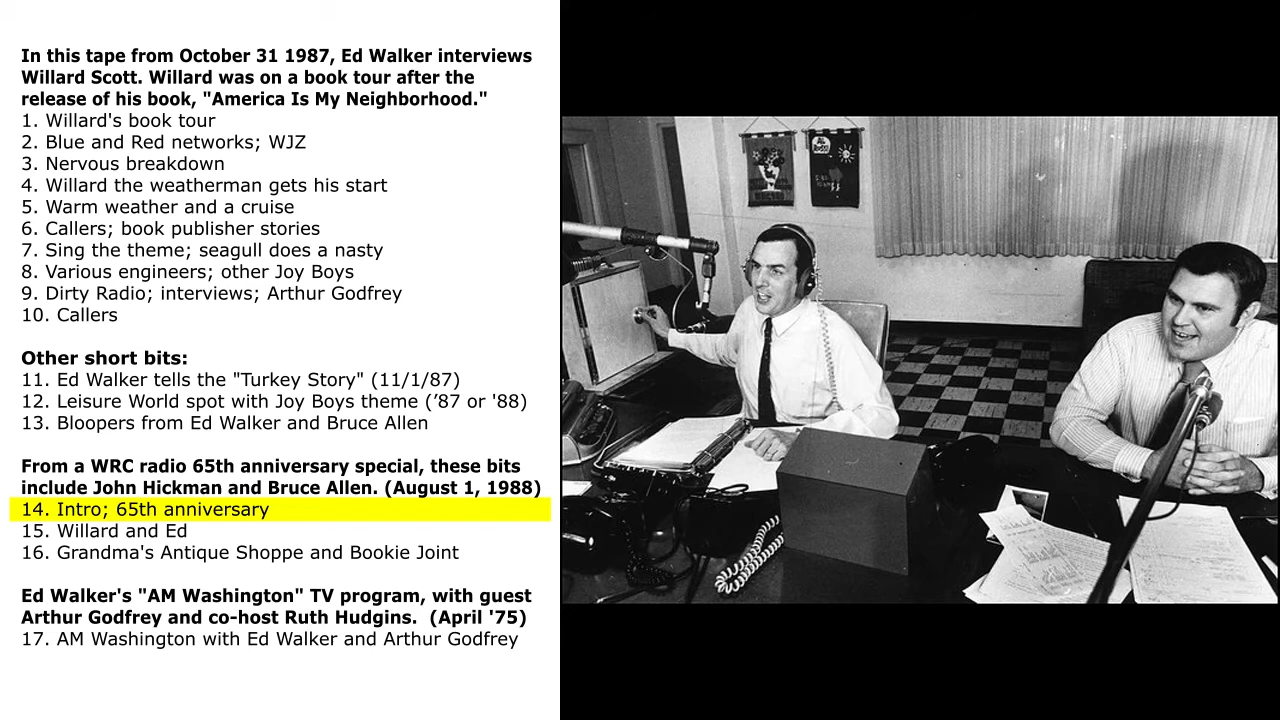 In this tape from October 31 1987, Ed Walker interviews
Willard Scott. Willard was on a book tour after the
release of his book, "America Is My Neighborhood."
1. Willard's book tour
2. Blue and Red networks; WJZ
3. Nervous breakdown
4. Willard the weatherman gets his start
5. Warm weather and a cruise
6. Callers; book publisher stories
7. Sing the theme; seagull does a nasty
8. Various engineers; other Joy Boys
9. Dirty Radio; interviews; Arthur Godfrey
10. Callers
Other short bits:
11. Ed Walker tells the "Turkey Story" (11/1/87)
12. Leisure World spot with Joy Boys theme (’87 or '88)
13. Bloopers from Ed Walker and Bruce Allen
From a WRC radio 65th anniversary special, these bits
include John Hickman and Bruce Allen. (August 1, 1988)
14. Intro; 65th anniversary
15. Willard and Ed
16. Grandma's Antique Shoppe and Bookie Joint
Ed Walker's "AM Washington" TV program, with guest
Arthur Godfrey and co-host Ruth Hudgins.  (April '75)
17. AM Washington with Ed Walker and Arthur Godfrey